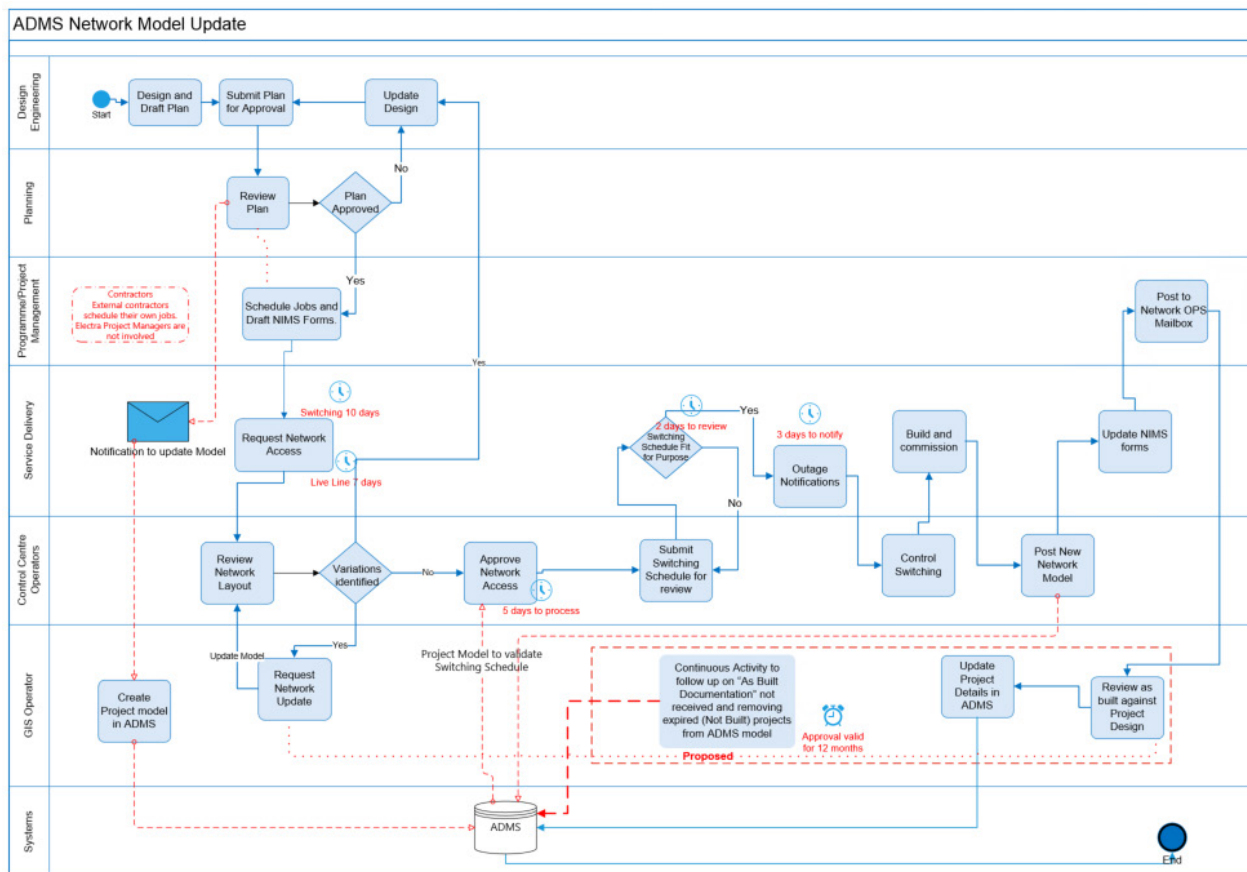 ADMS Network Model Update
Design
Engineering
Start
Design and
Draft Plan
Submit Plan
for Approval
Update
Design
Planning
Review
Plan
Plan
Approved
No
Yes
Programme/Project
Management
Contractors
External contractors
schedule their own jobs.
Electra Project Managers are
not involved
Schedule Jobs and
Draft NIMS Forms.
Yes
Post to
Network OPS
Mailbox
Service Delivery
Notification to update Model
Switching 10 days
Request Network
Access
Live Line 7 days
2 days to review
Switching
Schedule Fit
for Purpose
Yes
No
3 days to notify
Outage
Notifications
Build and
commission
Update NIMS
forms
Control Centre
Operators
Review
Network
Layout
Variations
identified
No
Approve
Network
Access
5 days to process
Submit
Switching
Schedule for
review
Control
Switching
Post New
Network
Model
GIS Operator
Create
Project model
in ADMS
Update Model
Yes
Request
Network
Update
Project Model to validate
Switching Schedule
Continuous Activity to
follow up on "As Built
Documentation" not
received and removing
expired (Not Built) projects
from ADMS model
Proposed
Approval valid
for 12 months
Update
Project
Details in
ADMS
Review as
built against
Project
Design
Systems
ADMS
End